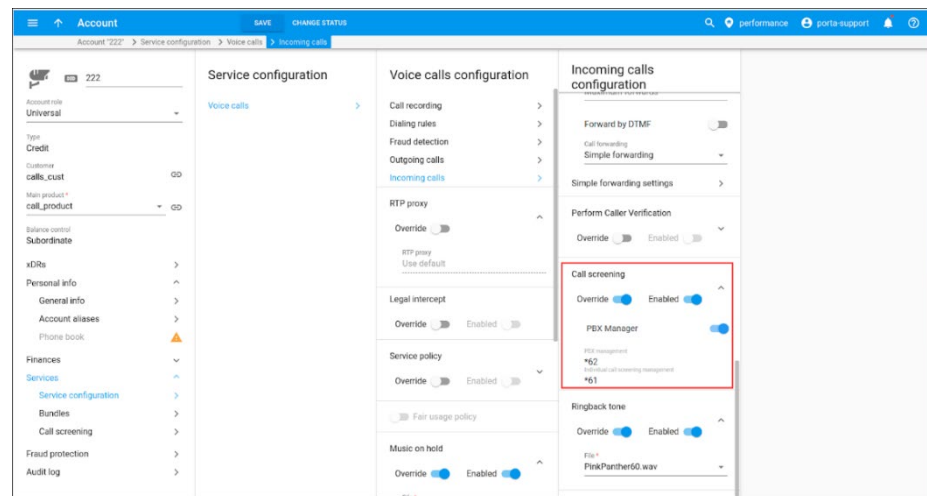 Account
SAVE
CHANGE STATUS
performance
porta-support
Account "222" > Service configuration > Voice calls > Incoming calls
222
Account role
Universal
Type
Credit
Customer
calls_cust
Main product *
call_product
Balance control
Subordinate
xDRs
Personal info
General info
Account aliases
Phone book
Finances
Services
Service configuration
Bundles
Call screening
Fraud protection
Audit log
Service configuration
Voice calls
Voice calls configuration
Call recording
Dialing rules
Fraud detection
Outgoing calls
Incoming calls
RTP proxy
Override
RTP proxy
Use default
Legal intercept
Override Enabled
Service policy
Override Enabled
Fair usage policy
Music on hold
Override Enabled
Incoming calls
configuration
Forward by DTMF
Call forwarding
Simple forwarding
Simple forwarding settings
Perform Caller Verification
Override Enabled
Call screening
Override Enabled
PBX Manager
PBX management
*62
Individual call screening management
*61
Ringback tone
Override Enabled
File *
PinkPanther60.wav